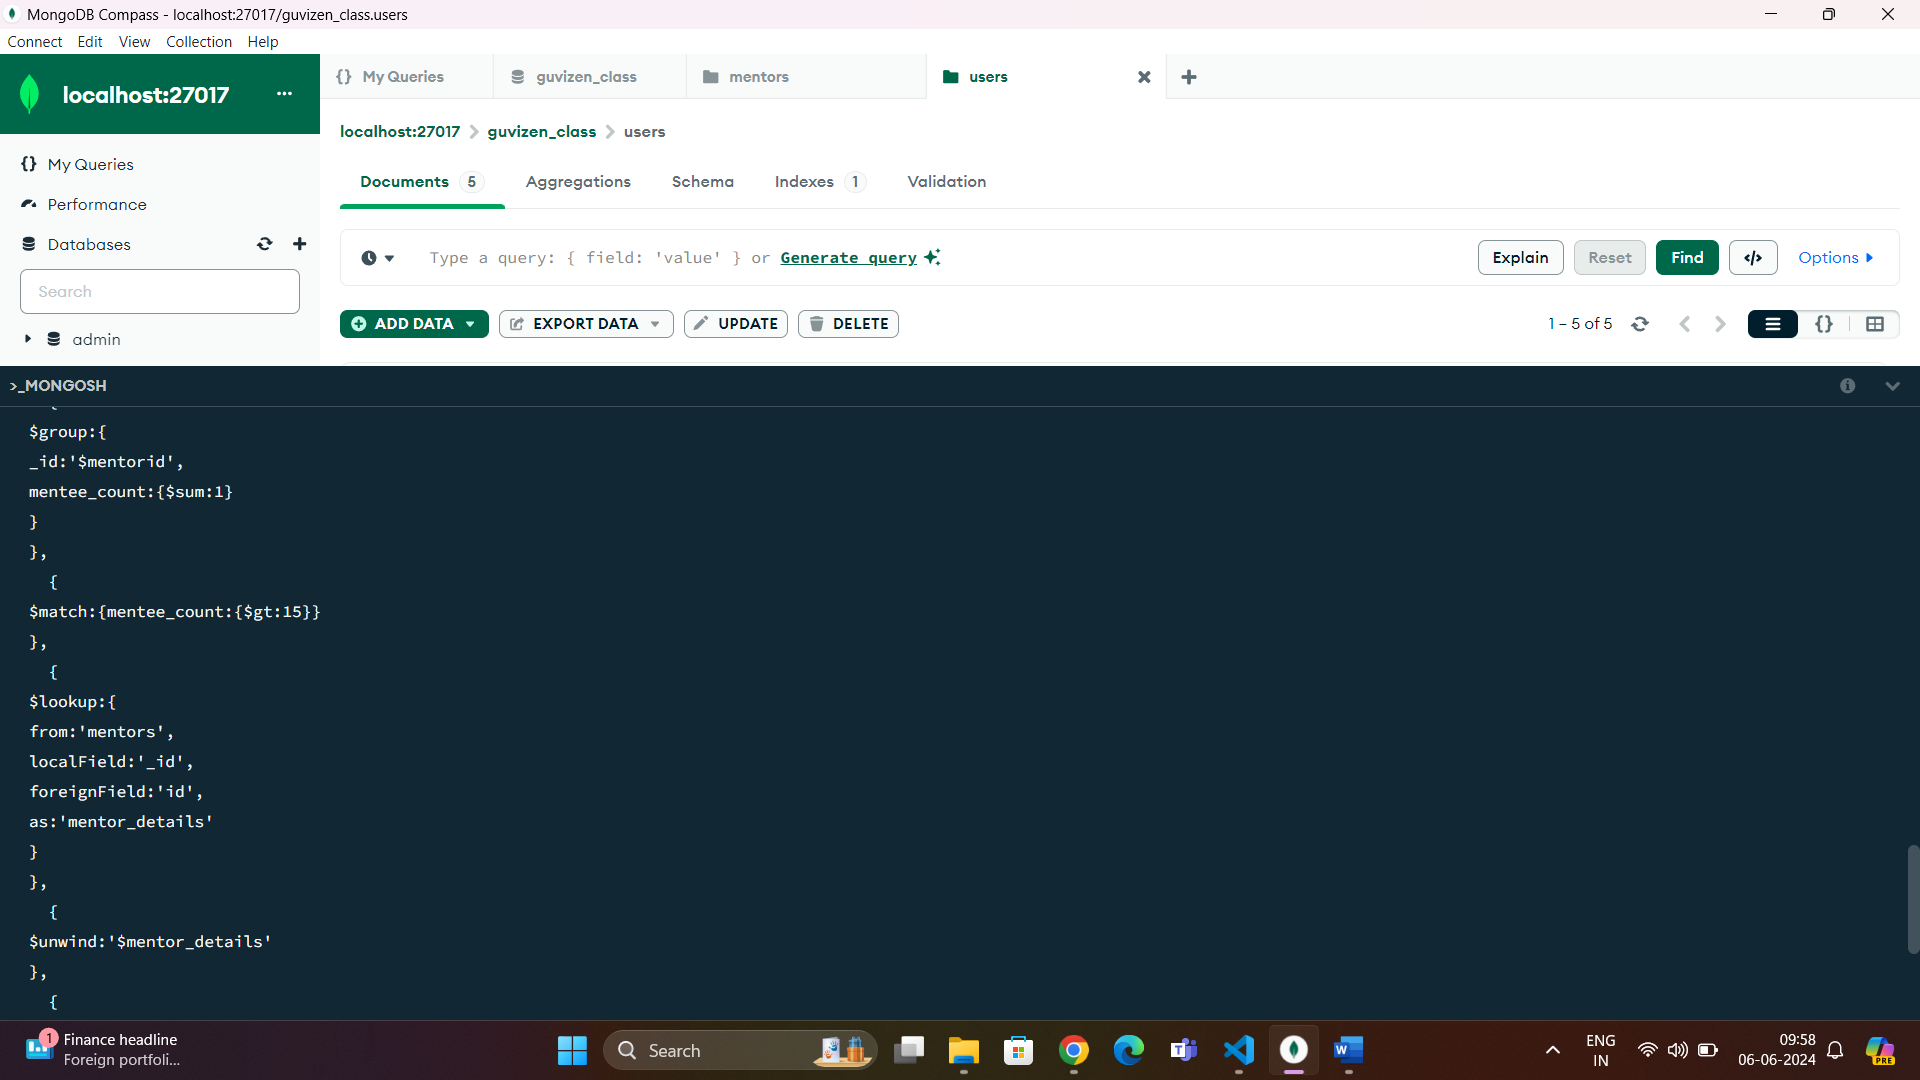 MongoDB Compass - localhost:27017/guvizen_class.users
Connect Edit View Collection Help
localhost:27017 ...
{} My Queries
guvizen_class
mentors
users
localhost:27017 > guvizen_class > users
My Queries
Performance
Databases
Search
admin
Documents 5 Aggregations Schema Indexes 1 Validation
Type a query: { field: 'value' } or Generate query
Explain Reset Find </> Options
ADD DATA EXPORT DATA UPDATE DELETE
1 – 5 of 5 {}
>_MONGOSH
$group:{
_id:'$mentorid',
mentee_count:{$sum:1}
}
},
{
$match:{mentee_count:{$gt:15}}
},
{
$lookup:{
from:'mentors',
localField:'_id',
foreignField:'id',
as:'mentor_details'
}
},
{
$unwind:'$mentor_details'
},
{
1 Finance headline
Foreign portfoli...
Search
ENG
IN
09:58
06-06-2024
PRE